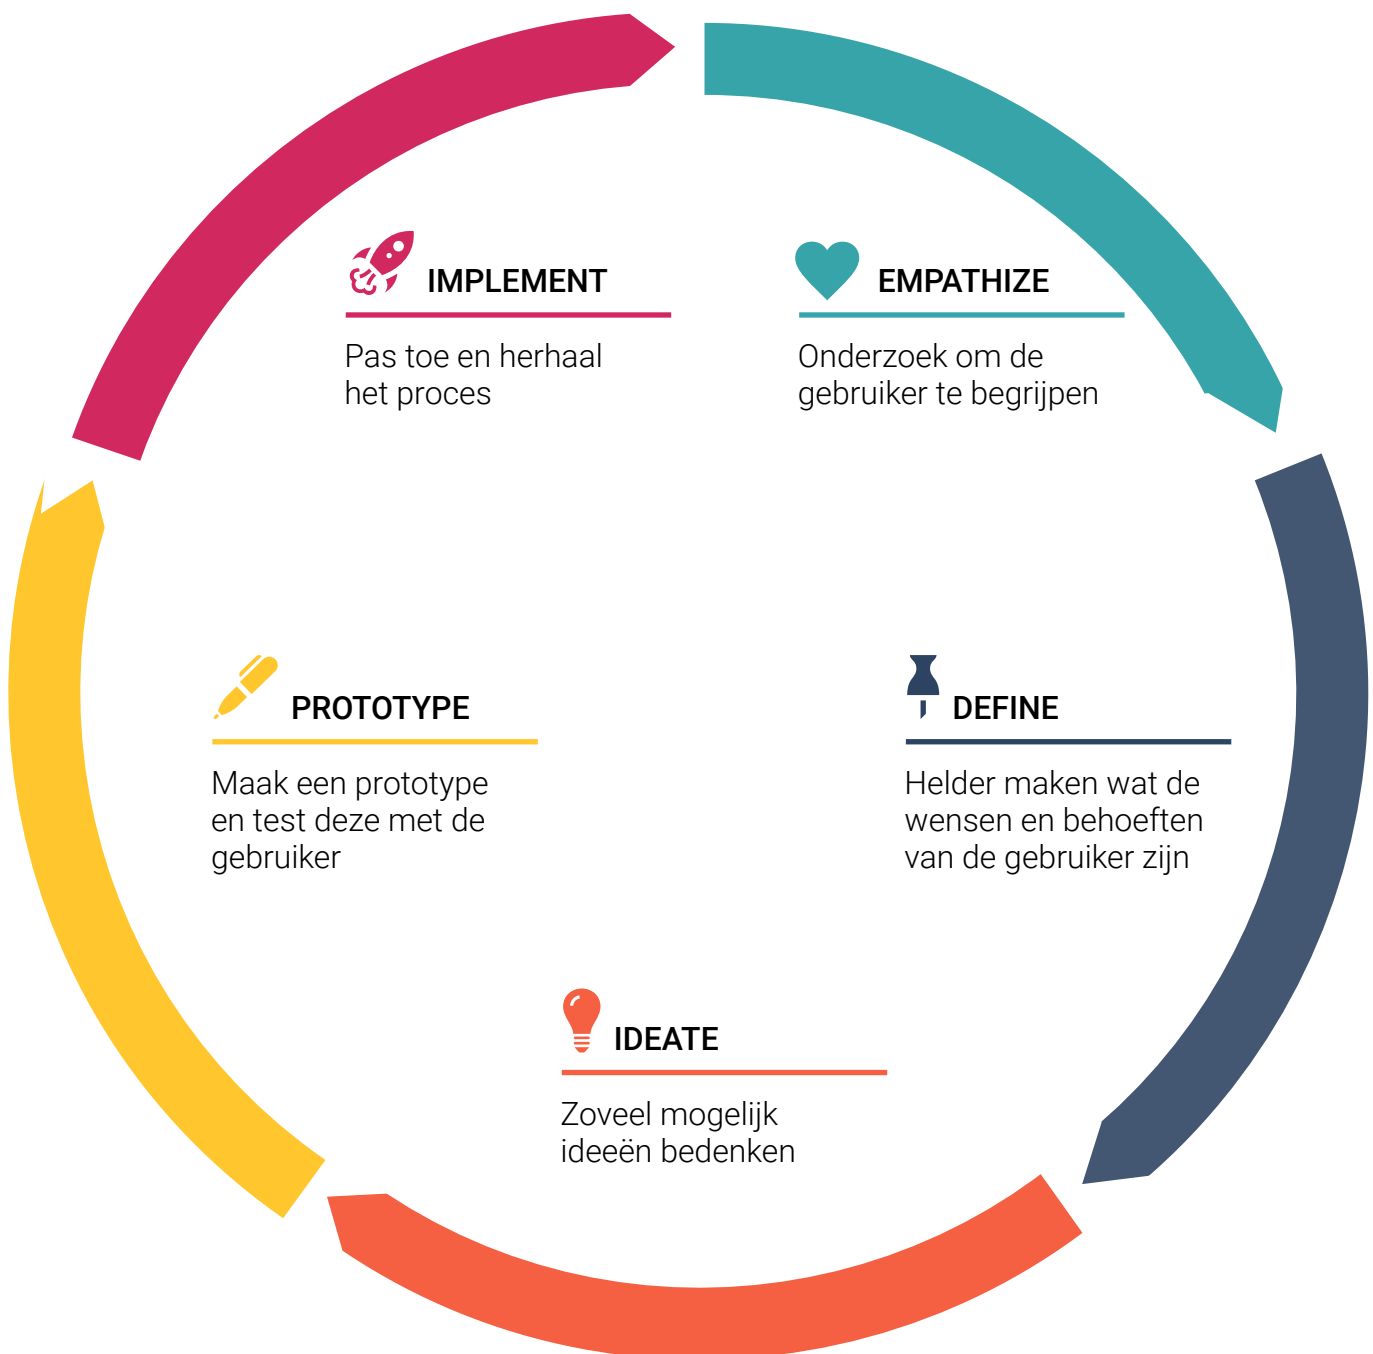 IMPLEMENT
Pas toe en herhaal
het proces
EMPATHIZE
Onderzoek om de
gebruiker te begrijpen
PROTOTYPE
Maak een prototype
en test deze met de
gebruiker
DEFINE
Helder maken wat de
wensen en behoeften
van de gebruiker zijn
IDEATE
Zoveel mogelijk
ideeën bedenken